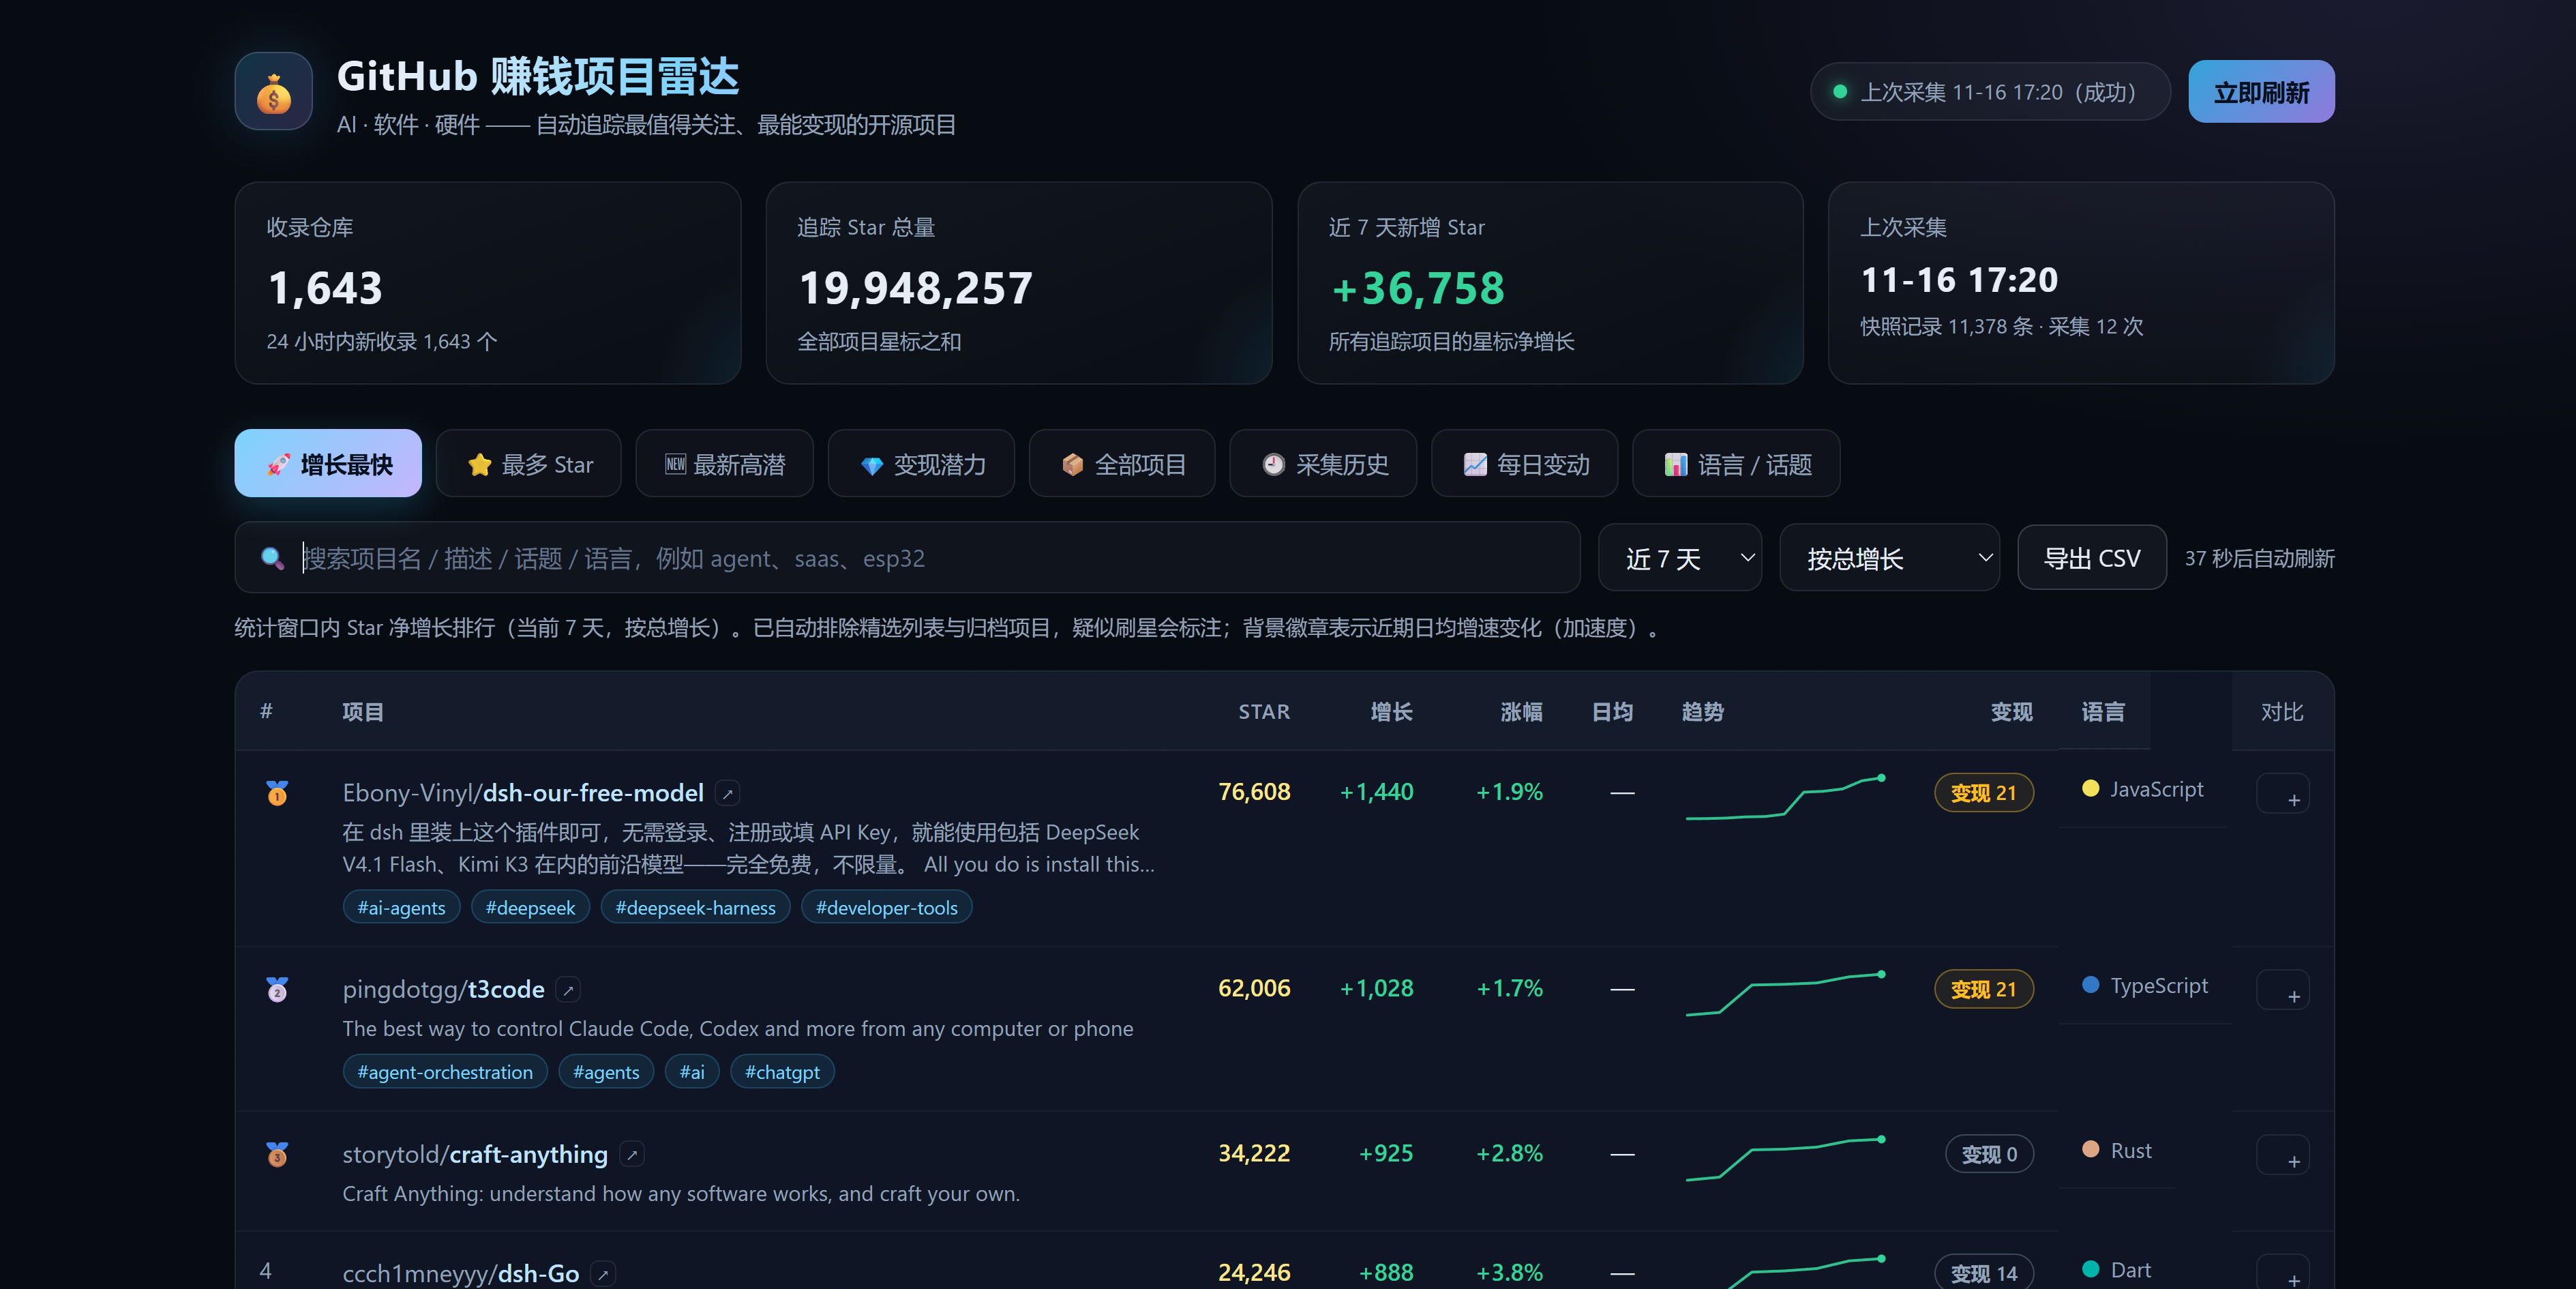 GitHub 赚钱项目雷达
AI · 软件 · 硬件 —— 自动追踪最值得关注、最能变现的开源项目
上次采集 11-16 17:20（成功）
立即刷新
收录仓库
1,643
24 小时内新收录 1,643 个
追踪 Star 总量
19,948,257
全部项目星标之和
近 7 天新增 Star
+36,758
所有追踪项目的星标净增长
上次采集
11-16 17:20
快照记录 11,378 条 · 采集 12 次
🚀 增长最快
⭐ 最多 Star
🆕 最新高潜
💎 变现潜力
📦 全部项目
🕘 采集历史
📈 每日变动
📊 语言 / 话题
🔍 搜索项目名 / 描述 / 话题 / 语言，例如 agent、saas、esp32
近 7 天
按总增长
导出 CSV
37 秒后自动刷新
统计窗口内 Star 净增长排行（当前 7 天，按总增长）。已自动排除精选列表与归档项目，疑似刷星会标注；背景徽章表示近期日均增速变化（加速度）。
# 项目 STAR 增长 涨幅 日均 趋势 变现 语言 对比
🥇 Ebony-Vinyl/dsh-our-free-model ↗ 76,608 +1,440 +1.9% — 变现 21 JavaScript +
在 dsh 里装上这个插件即可，无需登录、注册或填 API Key，就能使用包括 DeepSeek
V4.1 Flash、Kimi K3 在内的前沿模型——完全免费，不限量。 All you do is install this...
#ai-agents #deepseek #deepseek-harness #developer-tools
🥈 pingdotgg/t3code ↗ 62,006 +1,028 +1.7% — 变现 21 TypeScript +
The best way to control Claude Code, Codex and more from any computer or phone
#agent-orchestration #agents #ai #chatgpt
🥉 storytold/craft-anything ↗ 34,222 +925 +2.8% — 变现 0 Rust +
Craft Anything: understand how any software works, and craft your own.
4 ccch1mneyyy/dsh-Go ↗ 24,246 +888 +3.8% — 变现 14 Dart +